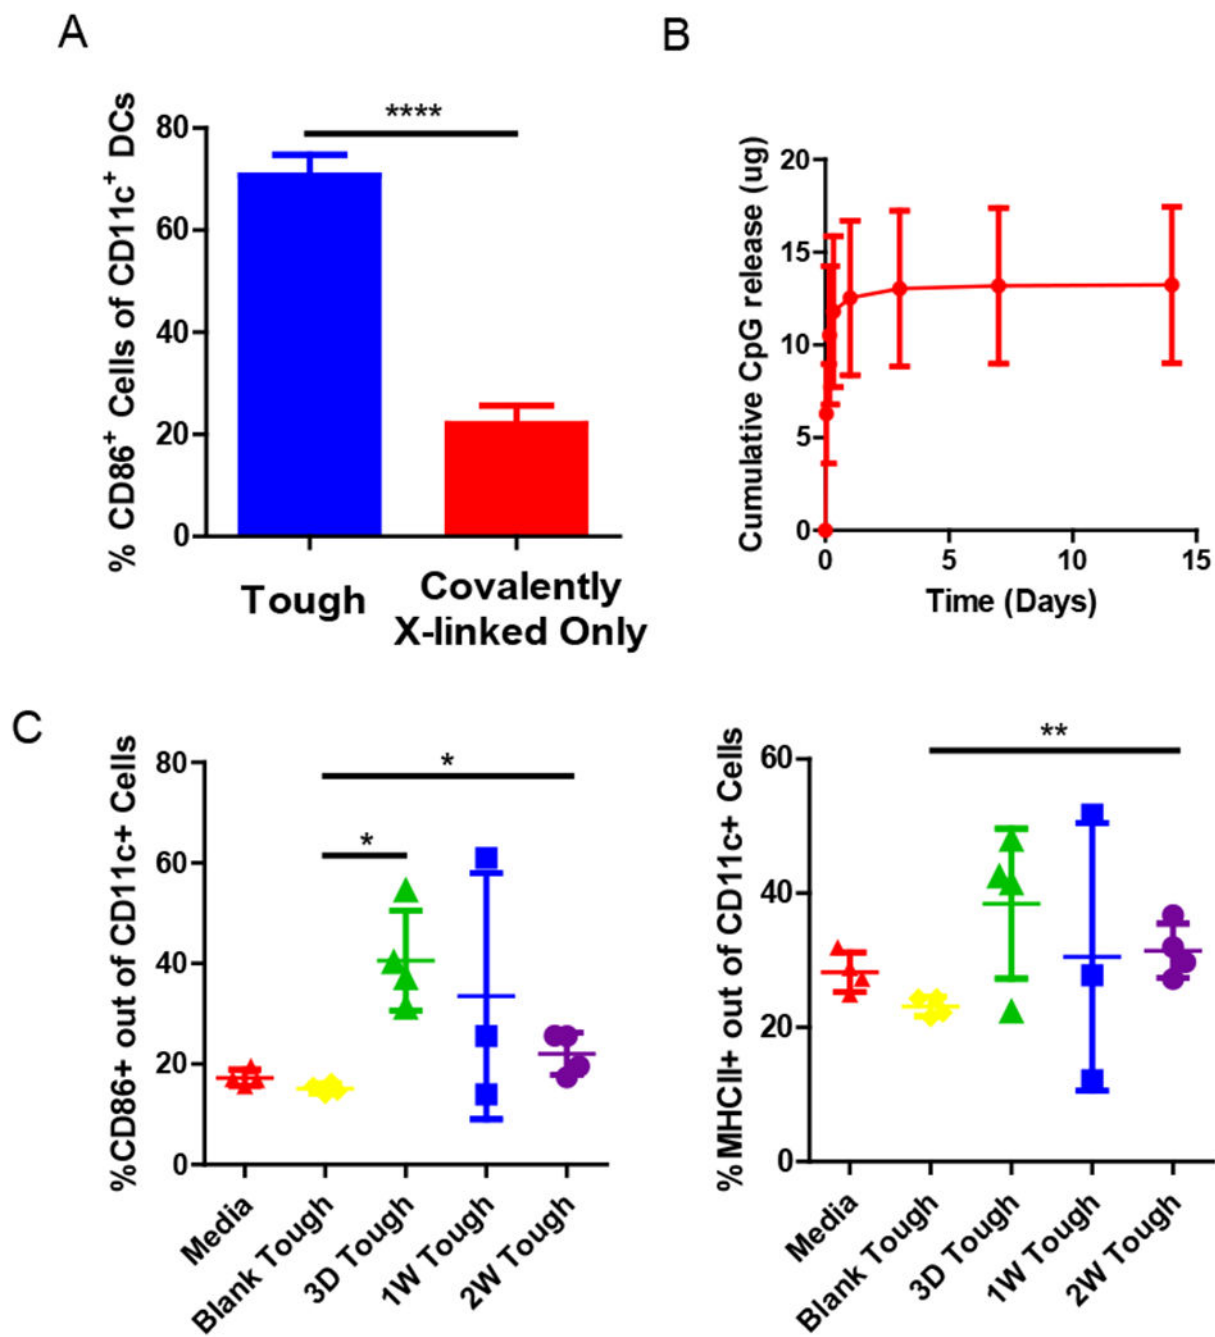 A
% CD86+ Cells of CD11c+ DCs
80
60
40
20
0
****
Tough
Covalently
X-linked Only
B
Cumulative CpG release (ug)
20
15
10
5
0
0 5 10 15
Time (Days)
C
%CD86+ out of CD11c+ Cells
80
60
40
20
0
*
*
Media
Blank Tough
3D Tough
1W Tough
2W Tough
%MHCII+ out of CD11c+ Cells
60
40
20
0
**
Media
Blank Tough
3D Tough
1W Tough
2W Tough